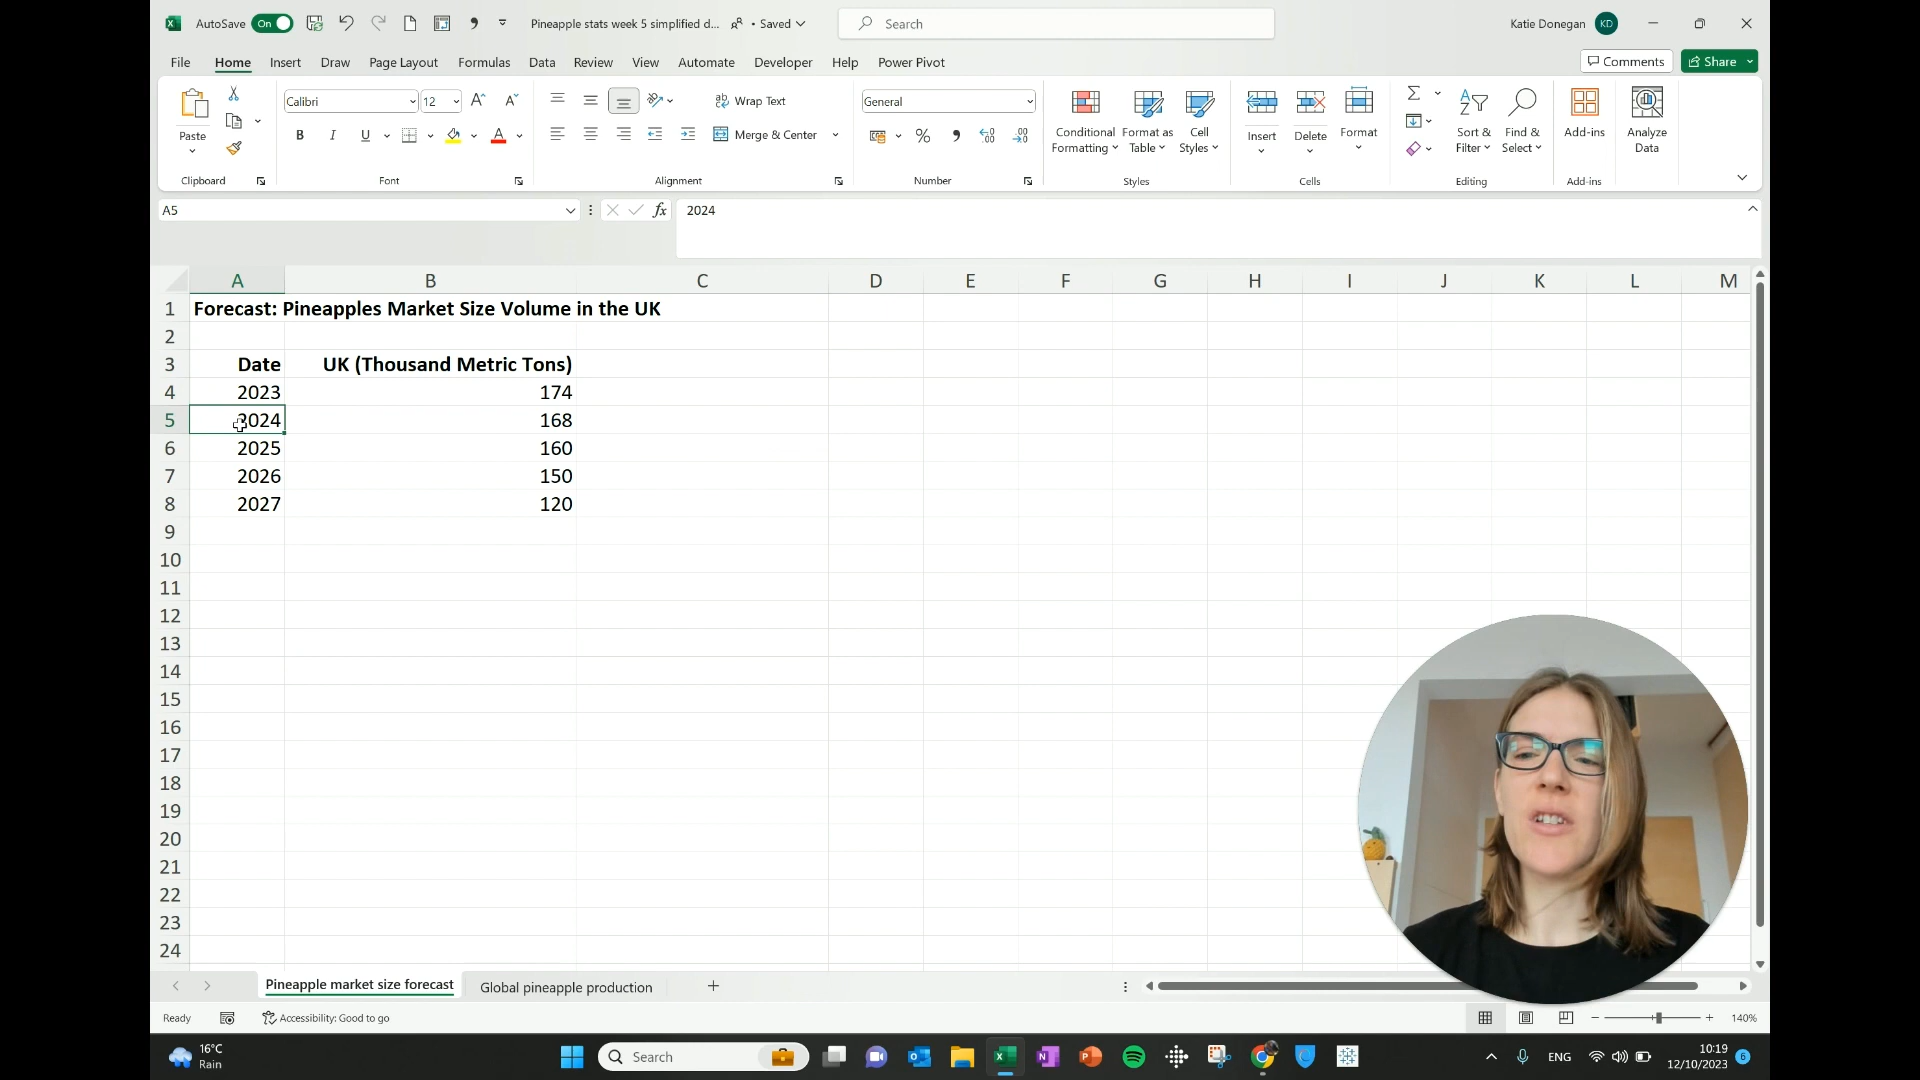 AutoSave On Pineapple stats week 5 simplified d... • Saved Search Katie Donegan KD
File Home Insert Draw Page Layout Formulas Data Review View Automate Developer Help Power Pivot Comments Share
Calibri 12 Wrap Text General
Paste B I U Merge & Center
Conditional Formatting
Format as Table
Cell Styles
Insert Delete Format
Sort & Filter
Find & Select
Add-ins
Analyze Data
Clipboard Font Alignment Number Styles Cells Editing Add-ins
A5 fx 2024
A B C D E F G H I J K L M
1 Forecast: Pineapples Market Size Volume in the UK
2
3 Date UK (Thousand Metric Tons)
4 2023 174
5 2024 168
6 2025 160
7 2026 150
8 2027 120
9
10
11
12
13
14
15
16
17
18
19
20
21
22
23
24
Pineapple market size forecast Global pineapple production
Ready Accessibility: Good to go 140%
16°C
Rain
Search
ENG
10:19
12/10/2023
6